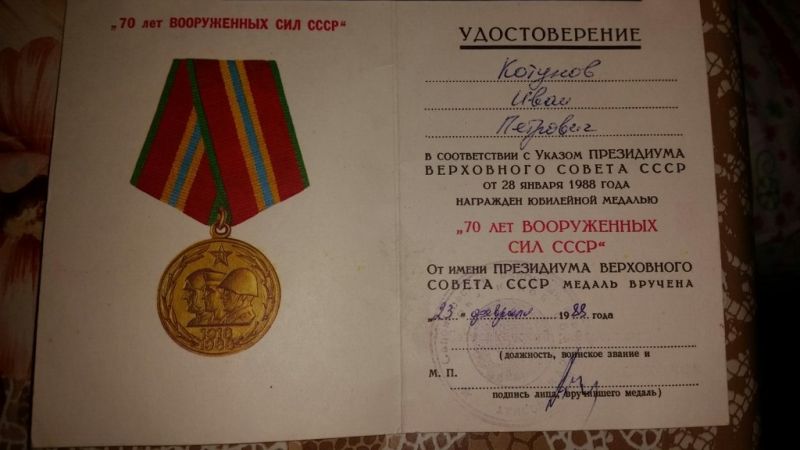 „70 лет ВООРУЖЕННЫХ СИЛ СССР“
1918
1988
УДОСТОВЕРЕНИЕ
Котунов
Иван
Петрович
В СООТВЕТСТВИИ С УКАЗОМ ПРЕЗИДИУМА
ВЕРХОВНОГО СОВЕТА СССР
ОТ 28 ЯНВАРЯ 1988 ГОДА
НАГРАЖДЕН ЮБИЛЕЙНОЙ МЕДАЛЬЮ
„70 ЛЕТ ВООРУЖЕННЫХ
СИЛ СССР“
ОТ ИМЕНИ ПРЕЗИДИУМА ВЕРХОВНОГО
СОВЕТА СССР МЕДАЛЬ ВРУЧЕНА
„23“ февраля 1988 года
(должность, воинское звание и
М. П.
подпись лица, вручившего медаль)